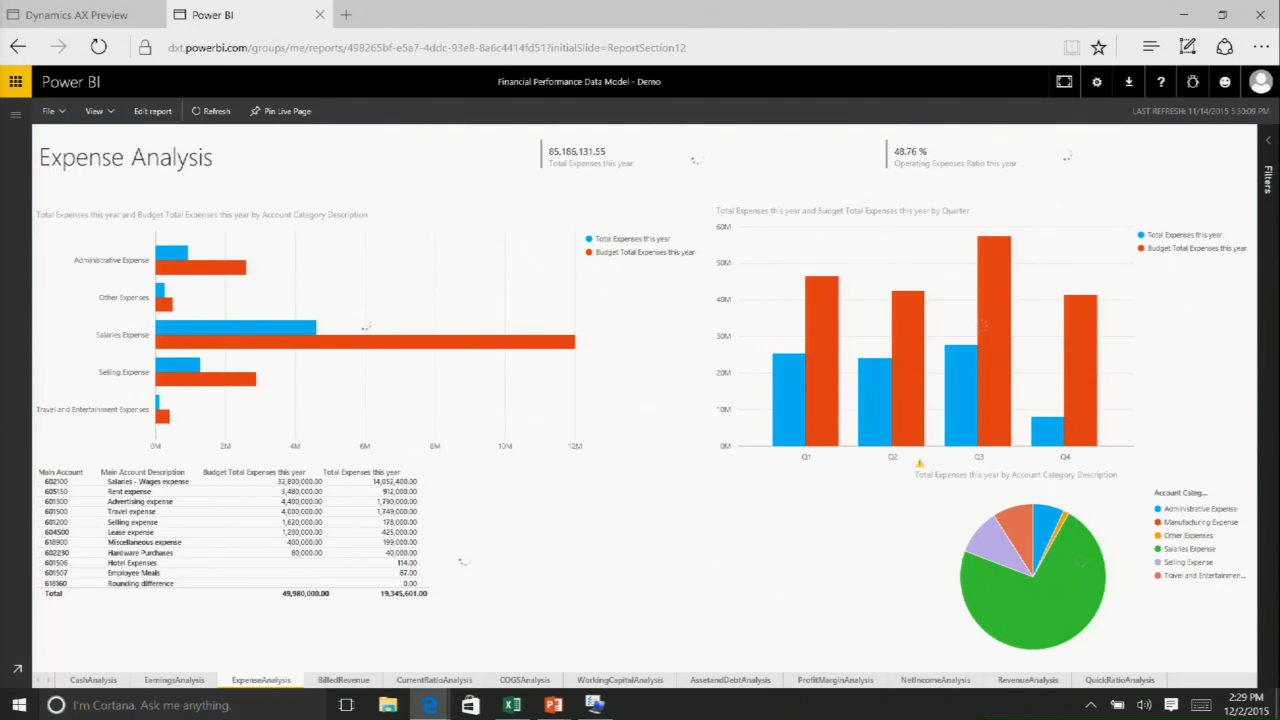 Dynamics AX Preview
Power BI
dxt.powerbi.com/groups/me/reports/498265bf-e5a7-4ddc-93e8-8a6c4414fd51?initialSlide=ReportSection12
Power BI
Financial Performance Data Model - Demo
File View Edit report Refresh Pin Live Page
LAST REFRESH: 11/14/2015 5:30:09 PM
Expense Analysis
85,186,131.55
Total Expenses this year
48.76 %
Operating Expenses Ratio this year
Filters
Total Expenses this year and Budget Total Expenses this year by Account Category Description
Total Expenses this year
Budget Total Expenses this year
Administrative Expense
Other Expenses
Salaries Expense
Selling Expense
Travel and Entertainment Expenses
0M 2M 4M 6M 8M 10M 12M
Total Expenses this year and Budget Total Expenses this year by Quarter
Total Expenses this year
Budget Total Expenses this year
60M
50M
40M
30M
20M
10M
0M
Q1 Q2 Q3 Q4
Main Account Main Account Description Budget Total Expenses this year Total Expenses this year
602100 Salaries - Wages expense 32,800,000.00 14,052,400.00
605150 Rent expense 3,480,000.00 912,000.00
601300 Advertising expense 4,400,000.00 1,790,000.00
601500 Travel expense 4,000,000.00 1,749,000.00
601200 Selling expense 1,620,000.00 178,000.00
604500 Lease expense 1,200,000.00 425,000.00
618900 Miscellaneous expense 400,000.00 199,000.00
602230 Hardware Purchases 80,000.00 40,000.00
601506 Hotel Expenses 114.00
601507 Employee Meals 87.00
618160 Rounding difference 0.00
Total 49,980,000.00 19,345,601.00
Total Expenses this year by Account Category Description
Account Categ...
Administrative Expense
Manufacturing Expense
Other Expenses
Salaries Expense
Selling Expense
Travel and Entertainmen...
CashAnalysis EarningsAnalysis ExpenseAnalysis BilledRevenue CurrentRatioAnalysis COGSAnalysis WorkingCapitalAnalysis AssetandDebtAnalysis ProfitMarginAnalysis NetIncomeAnalysis RevenueAnalysis QuickRatioAnalysis
I'm Cortana. Ask me anything.
2:29 PM
12/2/2015